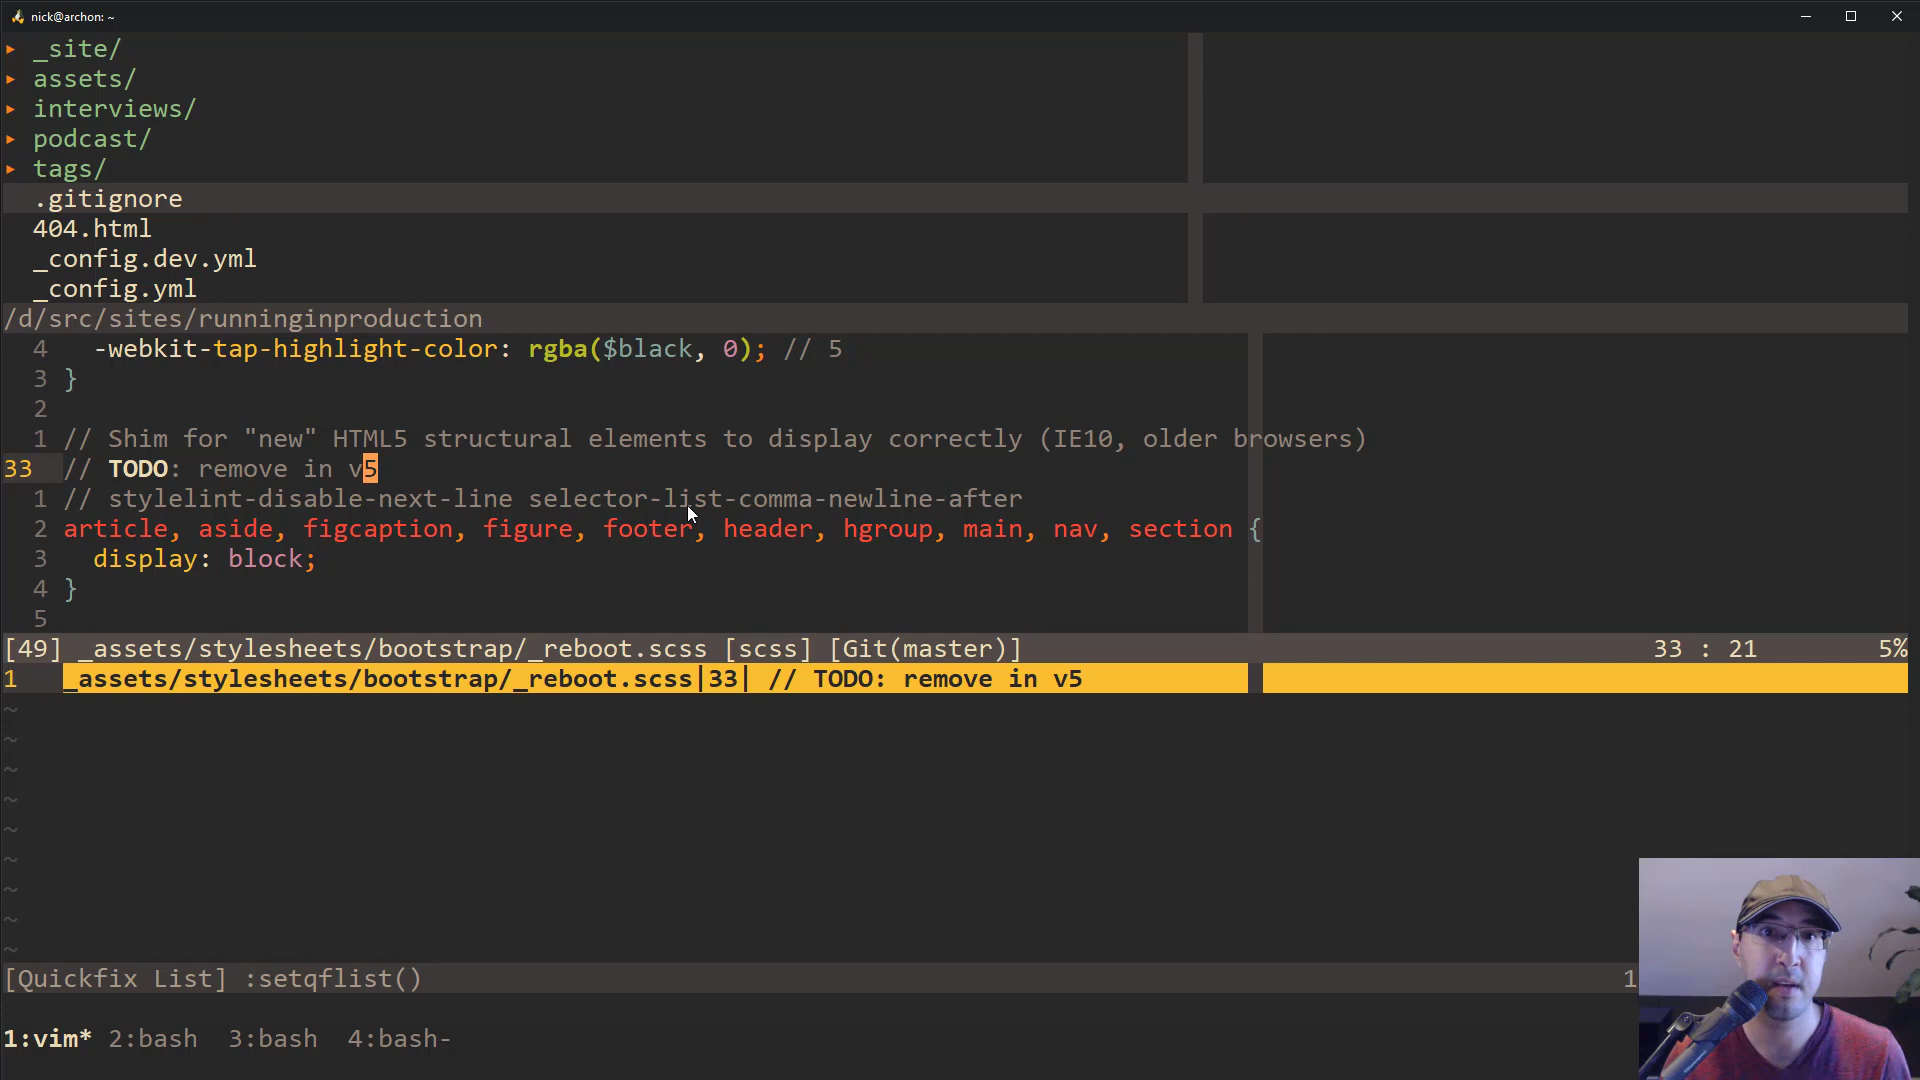 nick@archon: ~
▸ _site/
▸ assets/
▸ interviews/
▸ podcast/
▸ tags/
.gitignore
404.html
_config.dev.yml
_config.yml
/d/src/sites/runninginproduction
4 -webkit-tap-highlight-color: rgba($black, 0); // 5
3 }
2
1 // Shim for "new" HTML5 structural elements to display correctly (IE10, older browsers)
33 // TODO: remove in v5
1 // stylelint-disable-next-line selector-list-comma-newline-after
2 article, aside, figcaption, figure, footer, header, hgroup, main, nav, section {
3 display: block;
4 }
5
[49] _assets/stylesheets/bootstrap/_reboot.scss [scss] [Git(master)] 33 : 21 5%
1 _assets/stylesheets/bootstrap/_reboot.scss|33| // TODO: remove in v5
~
~
~
~
~
~
~
~
~
[Quickfix List] :setqflist() 1
1:vim* 2:bash 3:bash 4:bash-